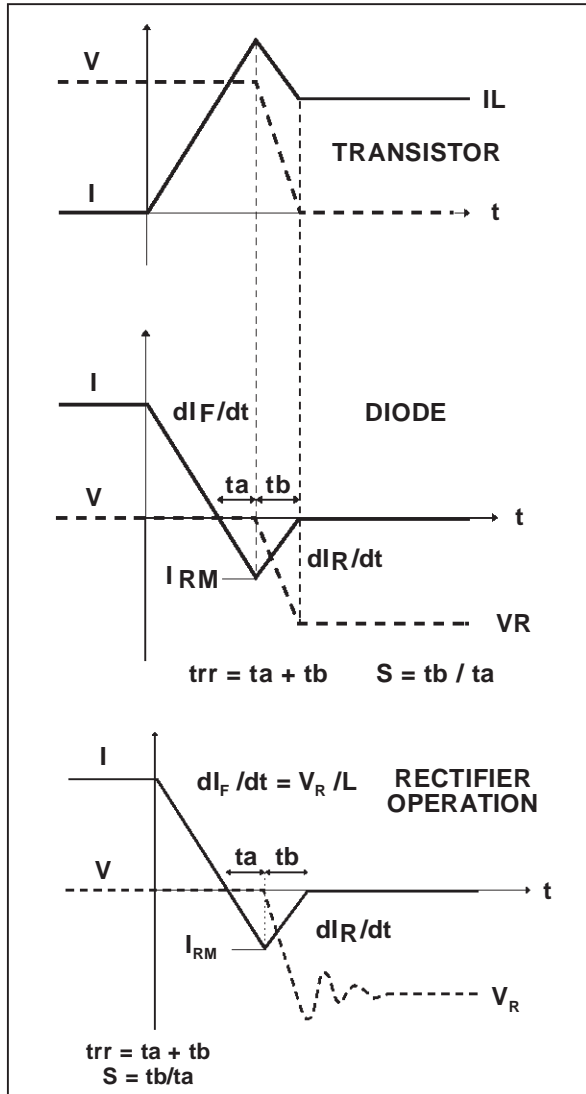 V
IL
TRANSISTOR
I
t
I
dIF/dt
DIODE
ta tb
V
t
IRM
dIR/dt
VR
trr = ta + tb S = tb / ta
I
dIF/dt = VR/L
RECTIFIER
OPERATION
ta tb
V
t
IRM
dIR/dt
VR
trr = ta + tb
S = tb/ta